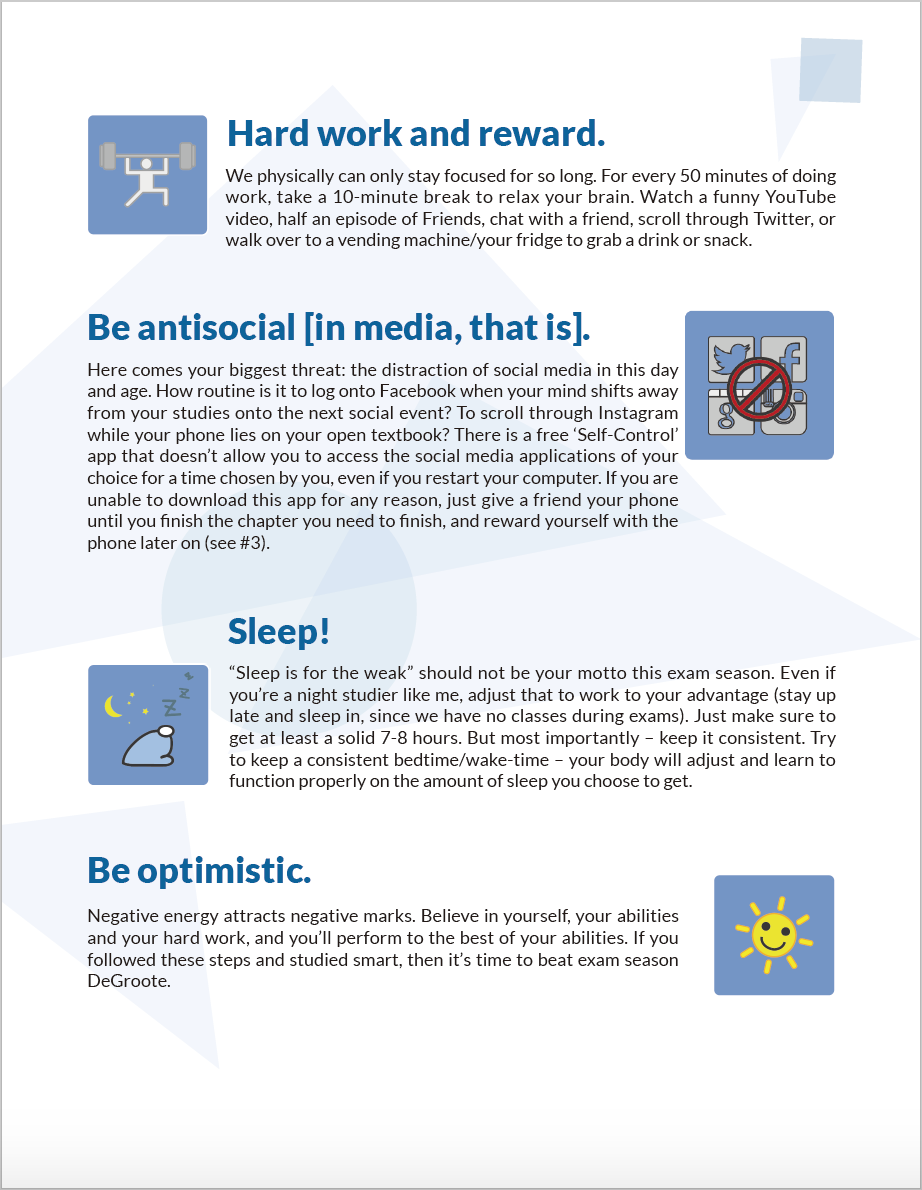 Hard work and reward.
We physically can only stay focused for so long. For every 50 minutes of doing
work, take a 10-minute break to relax your brain. Watch a funny YouTube
video, half an episode of Friends, chat with a friend, scroll through Twitter, or
walk over to a vending machine/your fridge to grab a drink or snack.
Be antisocial [in media, that is].
Here comes your biggest threat: the distraction of social media in this day
and age. How routine is it to log onto Facebook when your mind shifts away
from your studies onto the next social event? To scroll through Instagram
while your phone lies on your open textbook? There is a free ‘Self-Control’
app that doesn’t allow you to access the social media applications of your
choice for a time chosen by you, even if you restart your computer. If you are
unable to download this app for any reason, just give a friend your phone
until you finish the chapter you need to finish, and reward yourself with the
phone later on (see #3).
f
g
Sleep!
“Sleep is for the weak” should not be your motto this exam season. Even if
you’re a night studier like me, adjust that to work to your advantage (stay up
late and sleep in, since we have no classes during exams). Just make sure to
get at least a solid 7-8 hours. But most importantly – keep it consistent. Try
to keep a consistent bedtime/wake-time – your body will adjust and learn to
function properly on the amount of sleep you choose to get.
z
z
z
Be optimistic.
Negative energy attracts negative marks. Believe in yourself, your abilities
and your hard work, and you’ll perform to the best of your abilities. If you
followed these steps and studied smart, then it’s time to beat exam season
DeGroote.